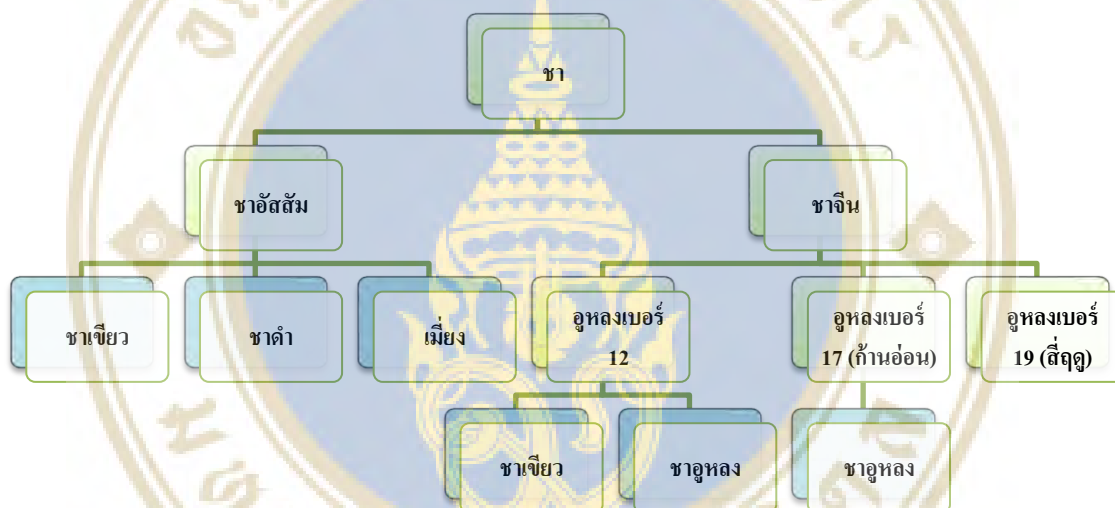 ชา
ชาอัสสัม
ชาจีน
ชาเขียว
ชาดำ
เมี่ยง
อูหลงเบอร์
12
อูหลงเบอร์
17 (ก้านอ่อน)
อูหลงเบอร์
19 (สี่ฤดู)
ชาเขียว
ชาอูหลง
ชาอูหลง